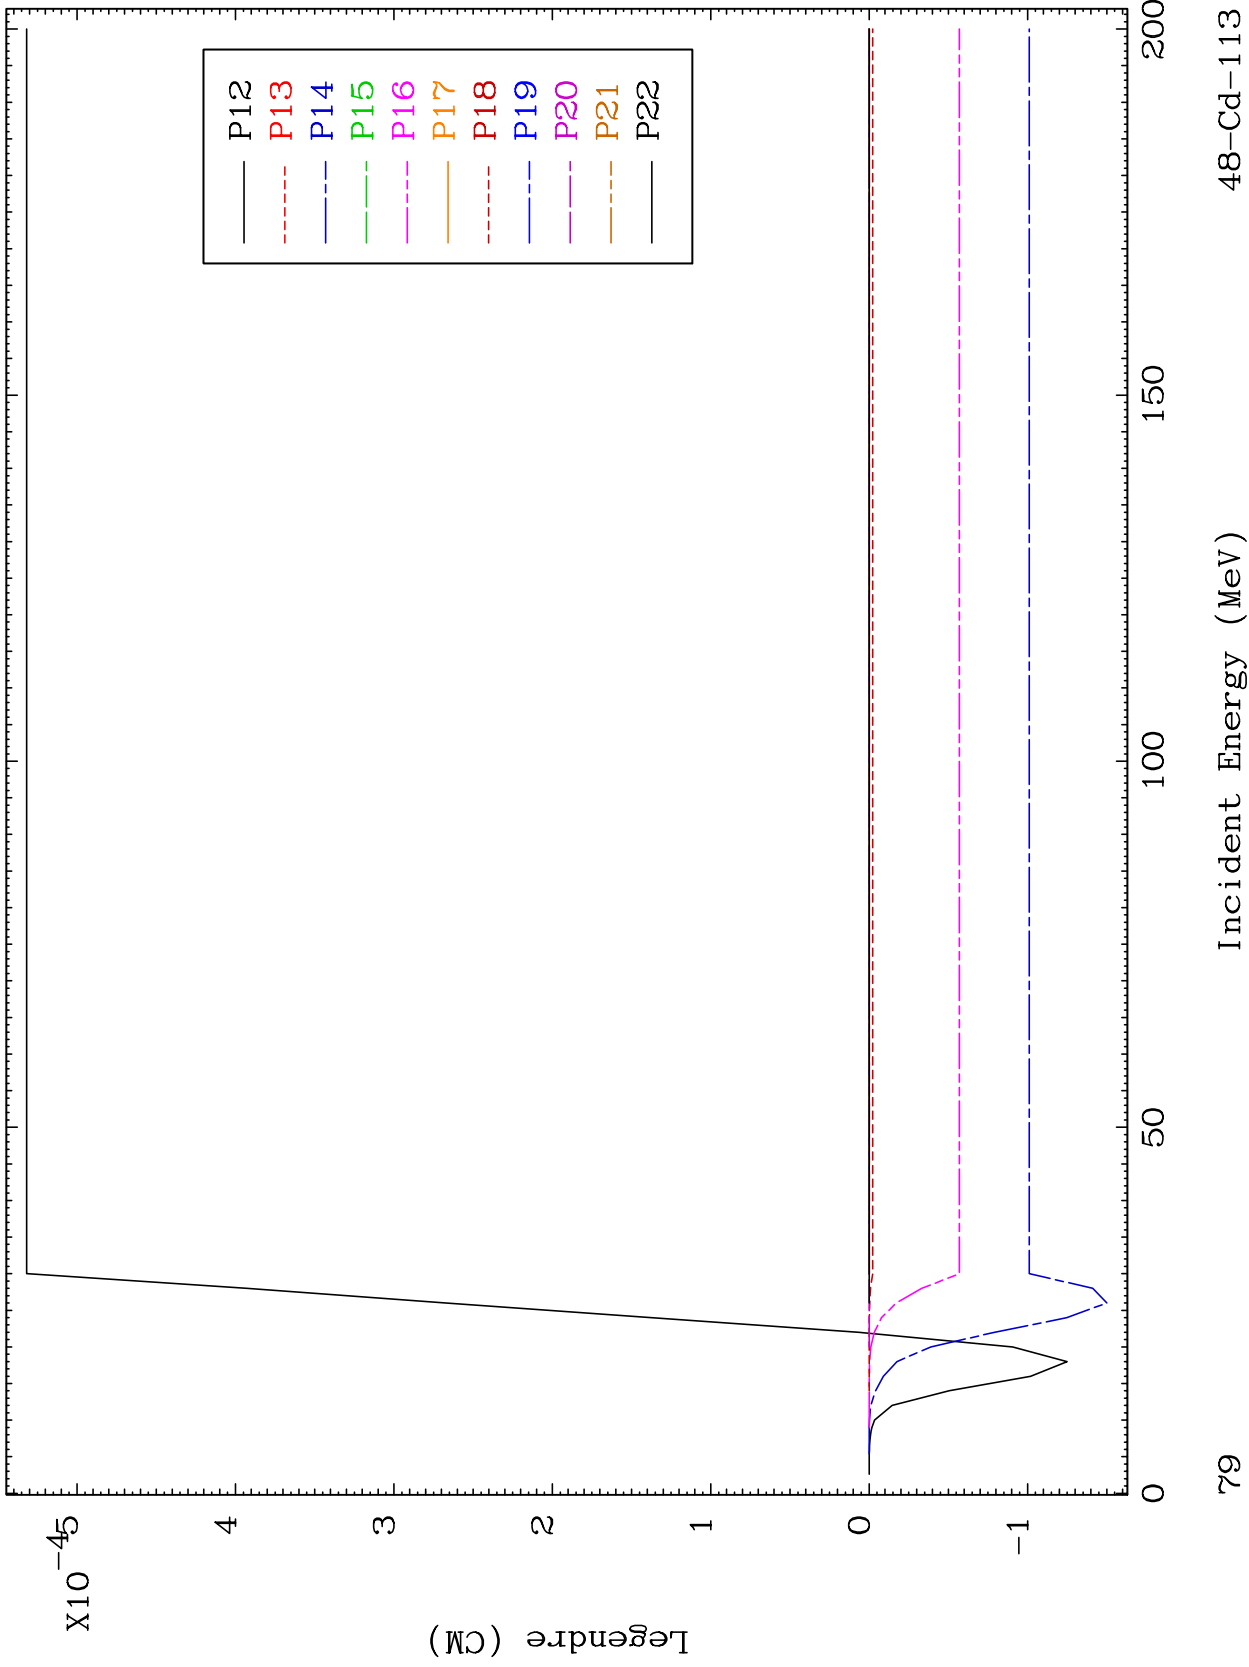 X10⁻⁴
5
4
3
2
1
0
−1
Legendre (CM)
P12
P13
P14
P15
P16
P17
P18
P19
P20
P21
P22
0
50
100
150
200
79
Incident Energy (MeV)
48−Cd−113